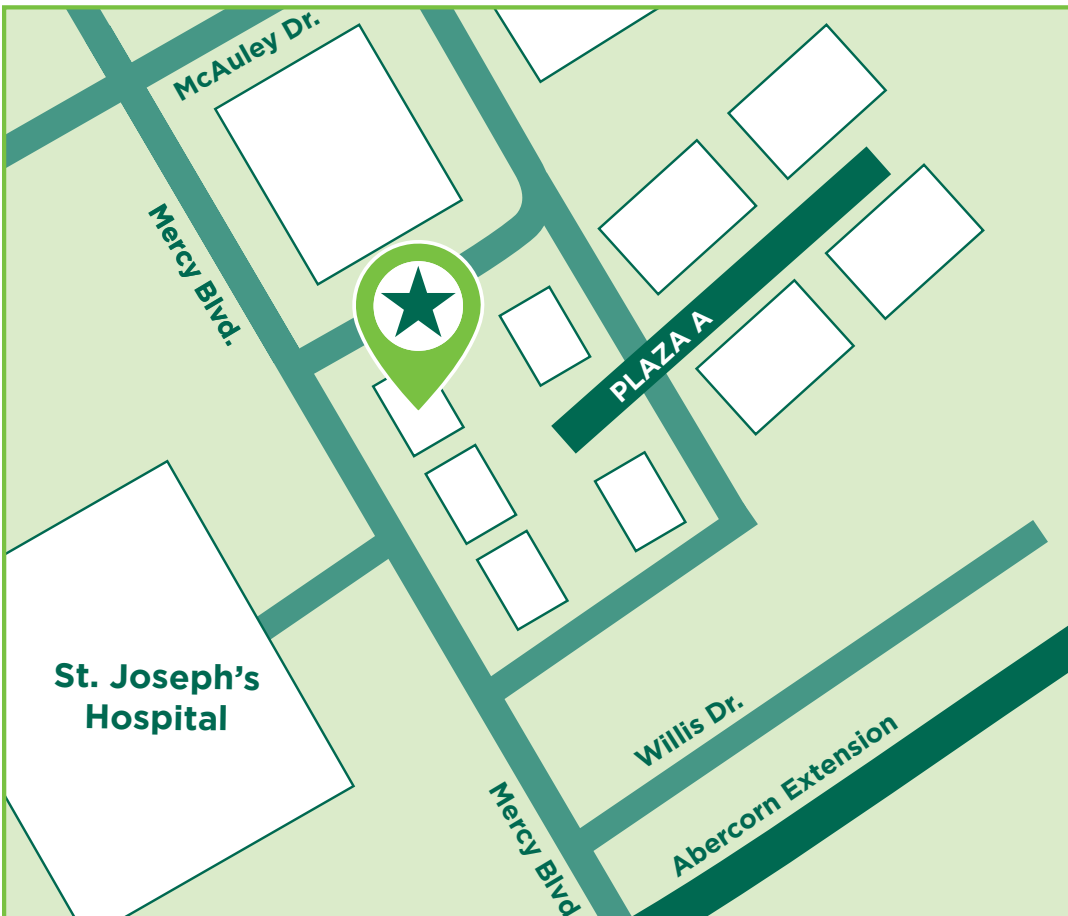 McAuley Dr.
Mercy Blvd.
PLAZA A
St. Joseph’s
Hospital
Willis Dr.
Abercorn Extension
Mercy Blvd